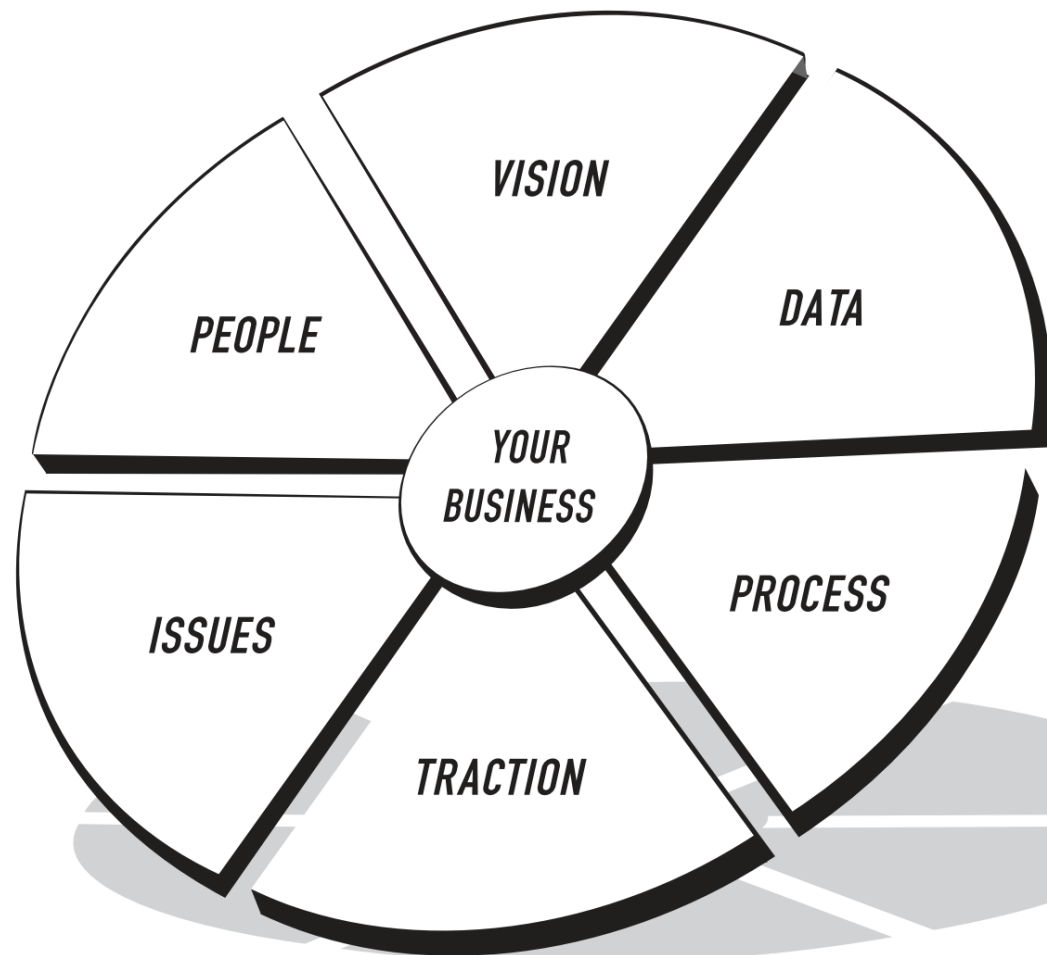 VISION
DATA
PEOPLE
YOUR
BUSINESS
PROCESS
ISSUES
TRACTION